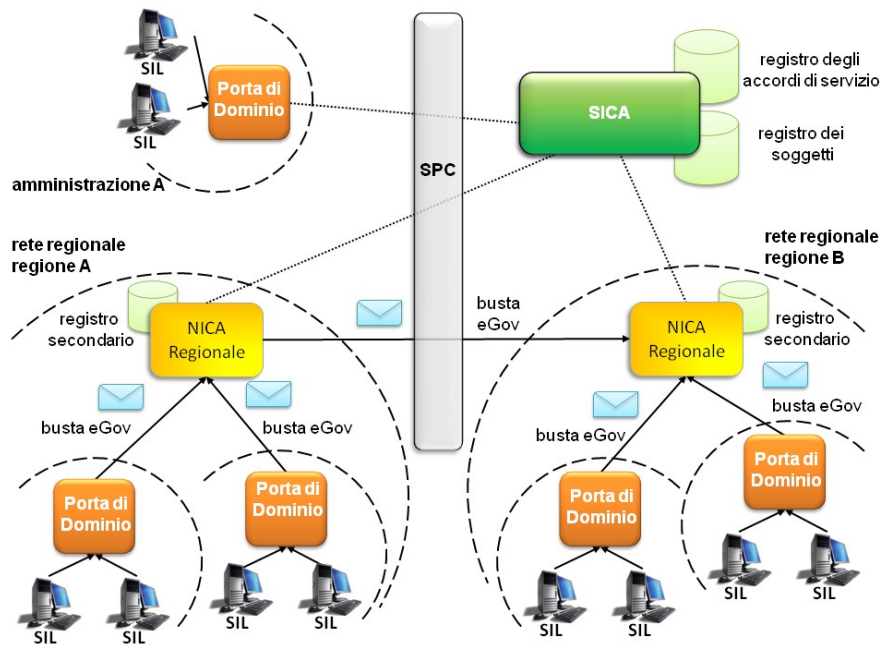 SIL
SIL
Porta di
Dominio
amministrazione A
SPC
SICA
registro degli
accordi di servizio
registro dei
soggetti
rete regionale
regione A
registro
secondario
NICA
Regionale
busta
eGov
rete regionale
regione B
NICA
Regionale
registro
secondario
busta eGov
busta eGov
busta eGov
busta eGov
Porta di
Dominio
Porta di
Dominio
Porta di
Dominio
Porta di
Dominio
SIL
SIL
SIL
SIL
SIL
SIL
SIL
SIL